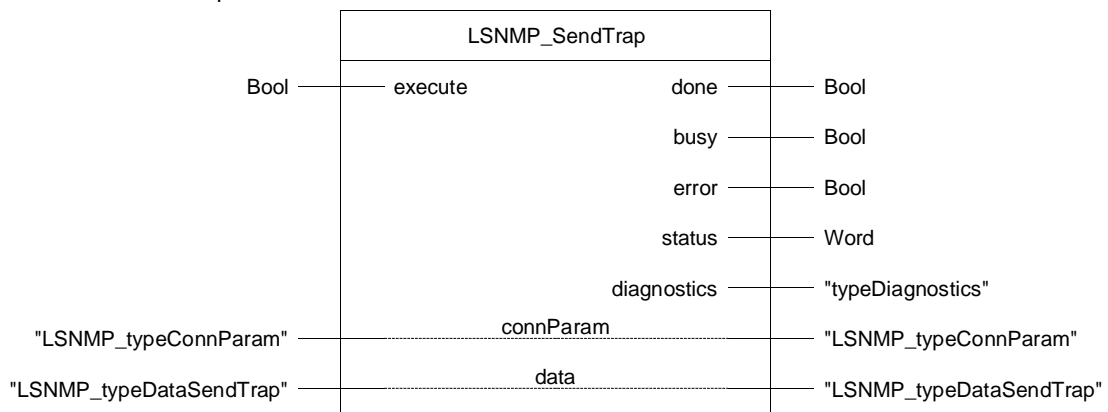 LSNMP_SendTrap
Bool execute done Bool
busy Bool
error Bool
status Word
diagnostics "typeDiagnostics"
"LSNMP_typeConnParam" connParam "LSNMP_typeConnParam"
"LSNMP_typeDataSendTrap" data "LSNMP_typeDataSendTrap"